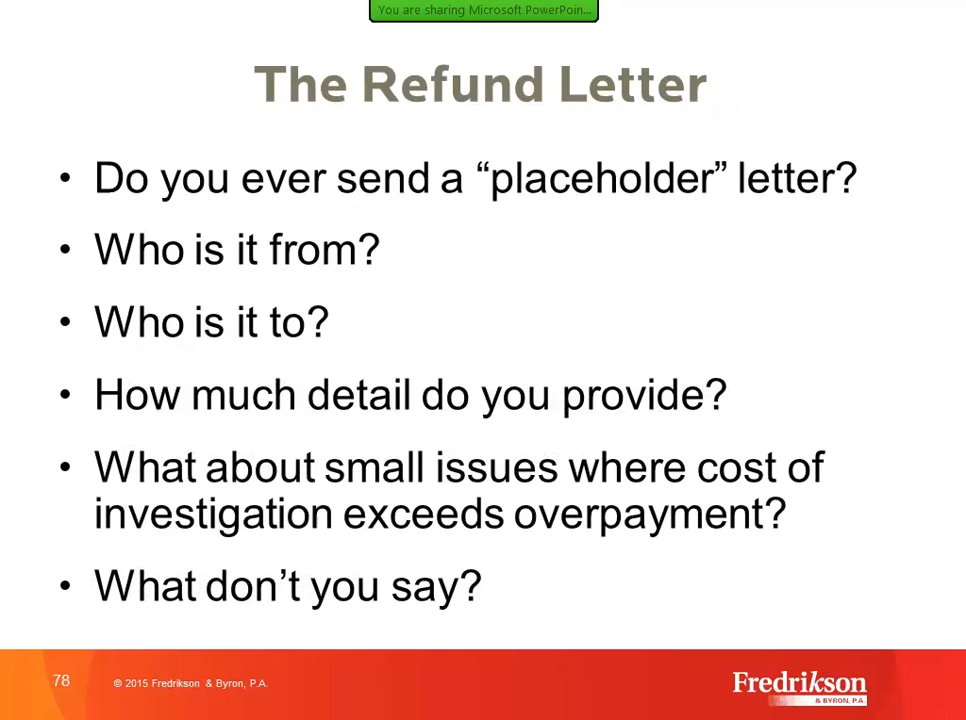 You are sharing Microsoft PowerPoin...
The Refund Letter
• Do you ever send a “placeholder” letter?
• Who is it from?
• Who is it to?
• How much detail do you provide?
• What about small issues where cost of
investigation exceeds overpayment?
• What don’t you say?
78
© 2015 Fredrikson & Byron, P.A.
Fredrikson
& BYRON, P.A.